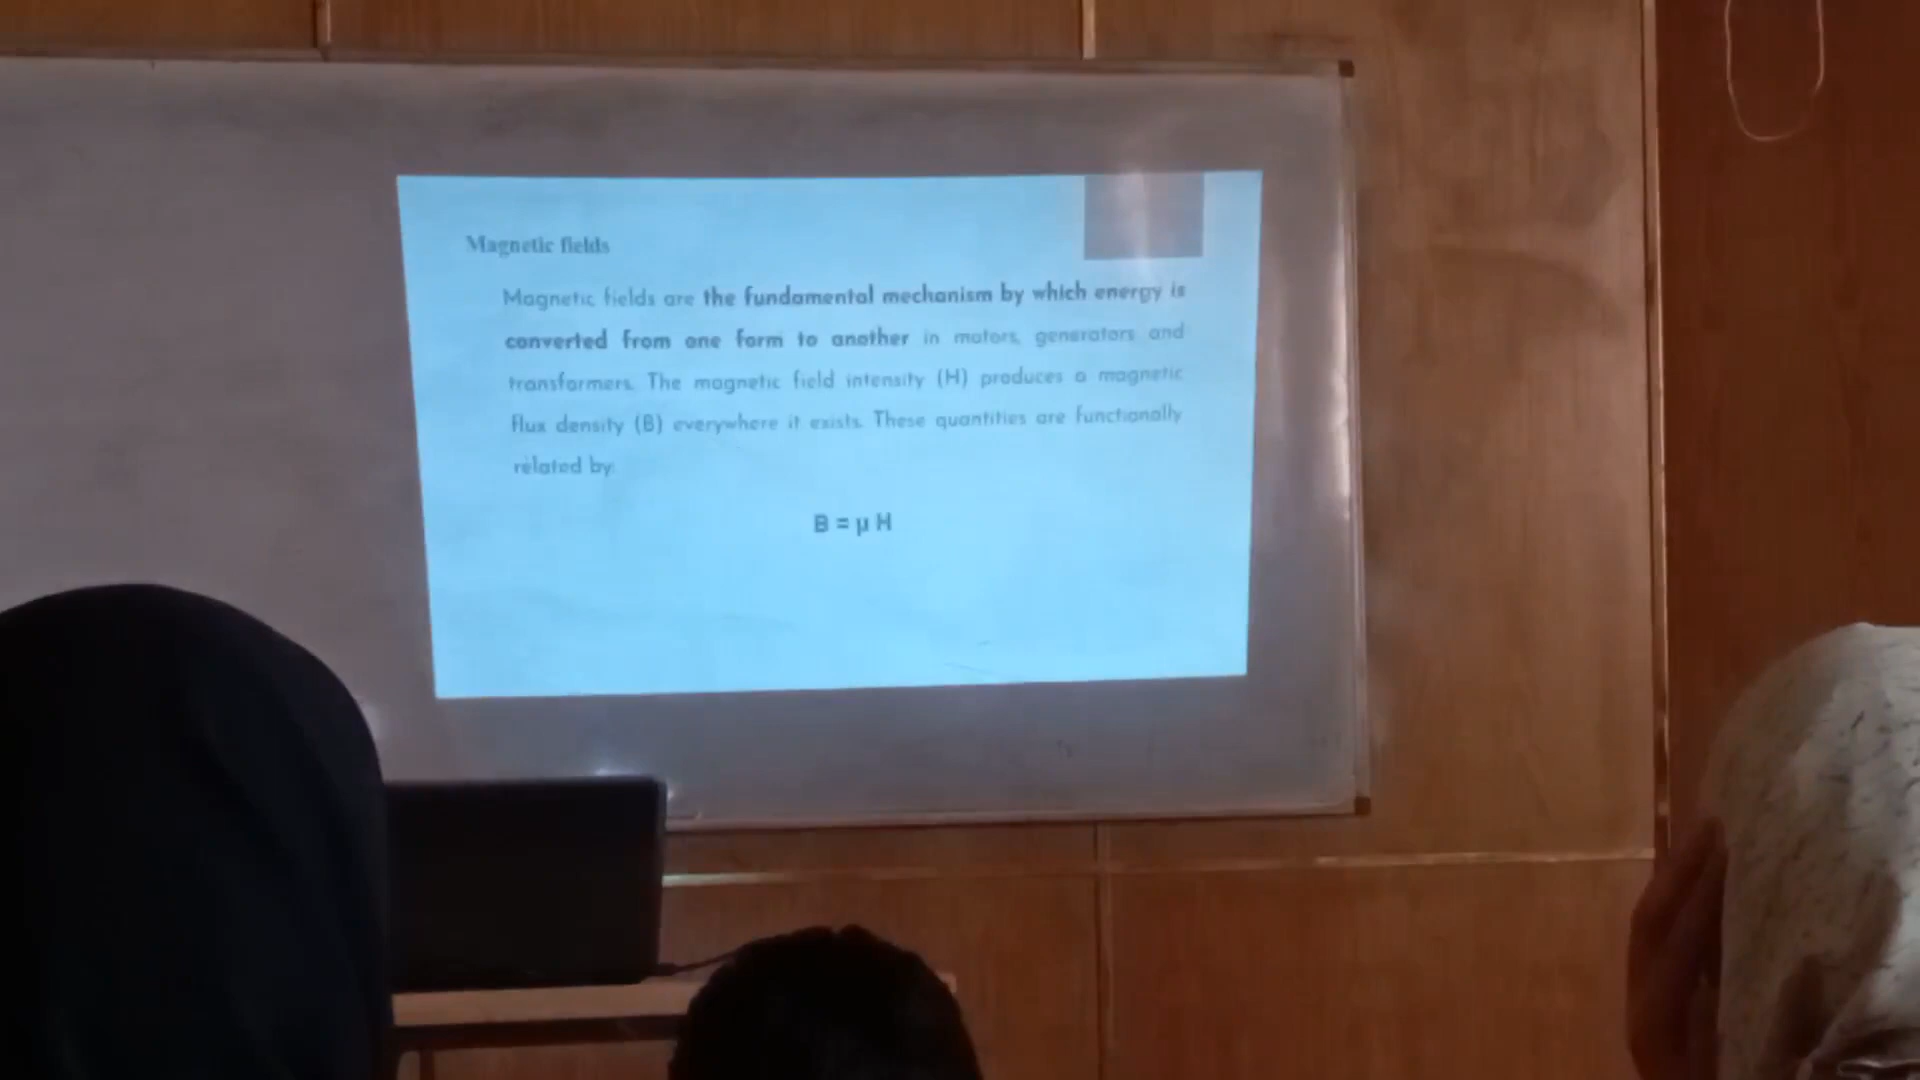 Magnetic fields
Magnetic fields are the fundamental mechanism by which energy is
converted from one form to another in motors, generators and
transformers. The magnetic field intensity (H) produces a magnetic
flux density (B) everywhere it exists. These quantities are functionally
related by:
B = μ H